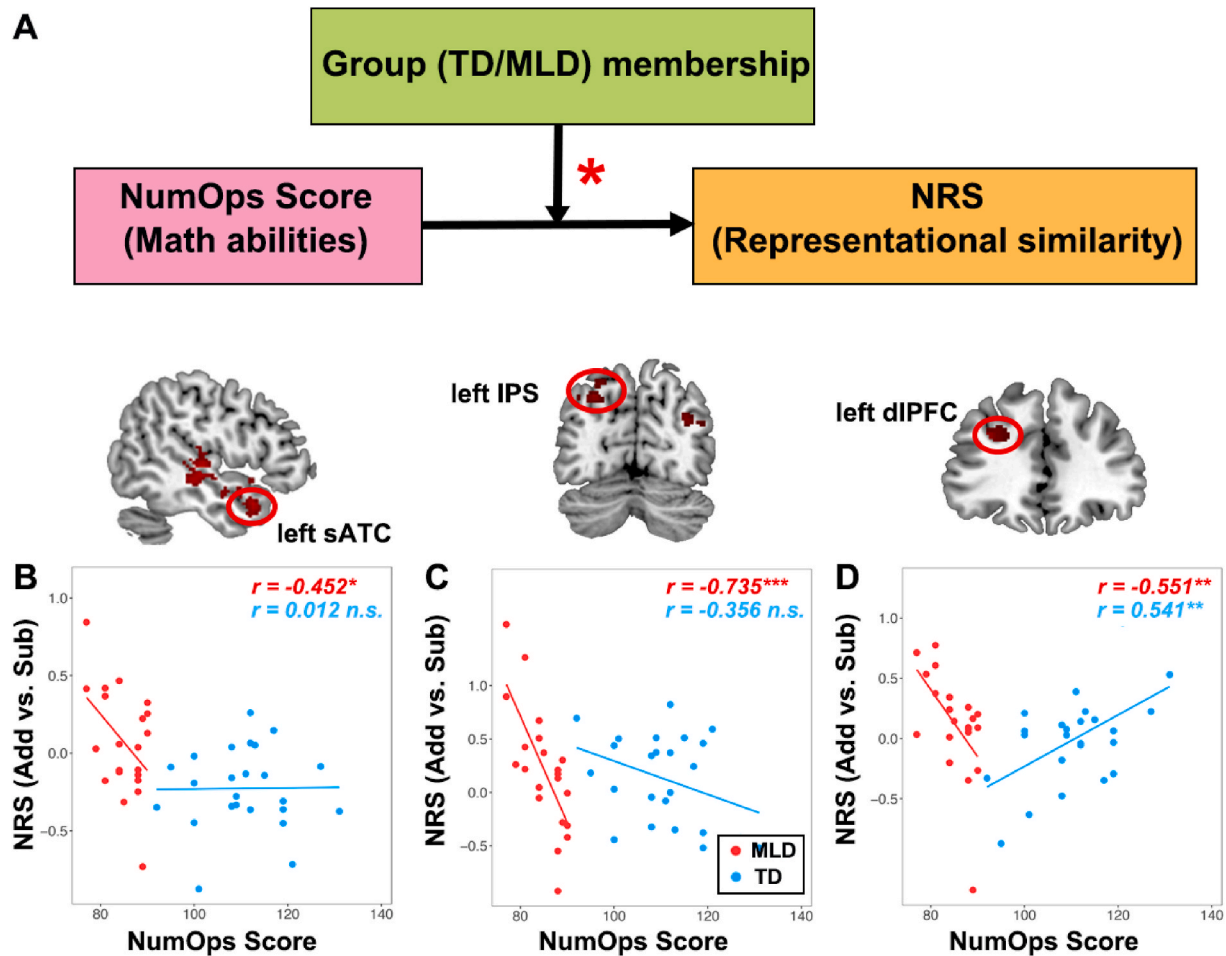 A
Group (TD/MLD) membership
*
NumOps Score
(Math abilities)
NRS
(Representational similarity)
left sATC
left IPS
left dlPFC
B
r = -0.452*
r = 0.012 n.s.
NRS (Add vs. Sub)
1.0
0.5
0.0
−0.5
80
100
120
140
NumOps Score
C
r = -0.735***
r = -0.356 n.s.
NRS (Add vs. Sub)
1.0
0.5
0.0
−0.5
MLD
TD
80
100
120
140
NumOps Score
D
r = -0.551**
r = 0.541**
NRS (Add vs. Sub)
1.0
0.5
0.0
−0.5
80
100
120
140
NumOps Score